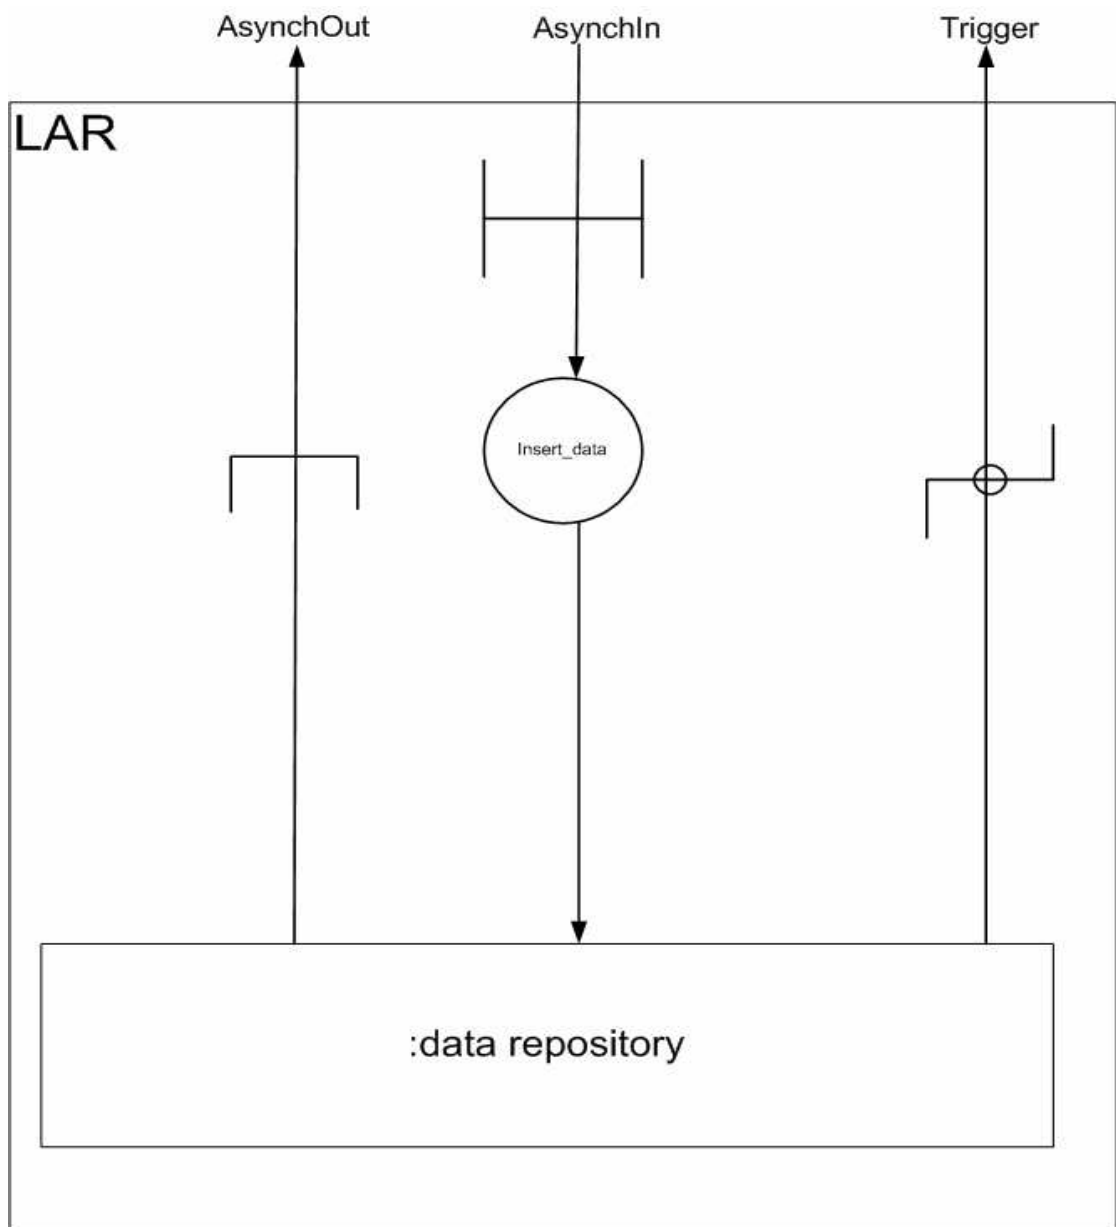 AsynchOut
AsynchIn
Trigger
LAR
Insert_data
:data repository